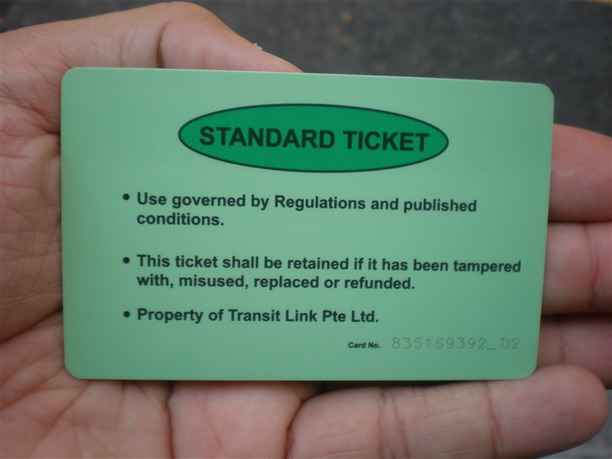 STANDARD TICKET
• Use governed by Regulations and published
conditions.
• This ticket shall be retained if it has been tampered
with, misused, replaced or refunded.
• Property of Transit Link Pte Ltd.
Card No. 835159392_D2